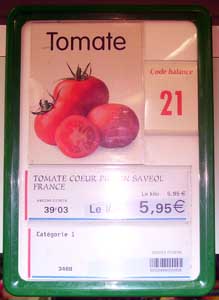 Tomate
Code balance
21
TOMATE COEUR SAVEOL
FRANCE
Le kilo 5,95€
39 03
Le 5,95€
Catégorie 1
3468